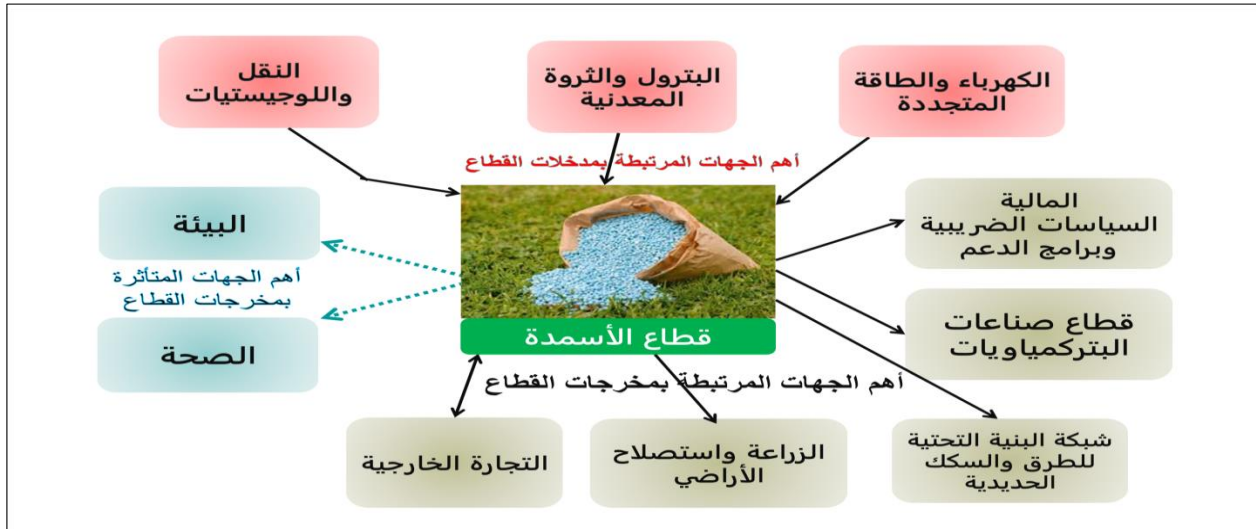 الكهرباء والطاقة
المتجددة
البترول والثروة
المعدنية
النقل
واللوجيستيات
أهم الجهات المرتبطة بمدخلات القطاع
المالية
السياسات الضريبية
وبرامج الدعم
البيئة
أهم الجهات المتأثرة
بمخرجات القطاع
قطاع صناعات
البتركمياويات
الصحة
قطاع الأسمدة
أهم الجهات المرتبطة بمخرجات القطاع
شبكة البنية التحتية
للطرق والسكك
الحديدية
الزراعة واستصلاح
الأراضي
التجارة الخارجية